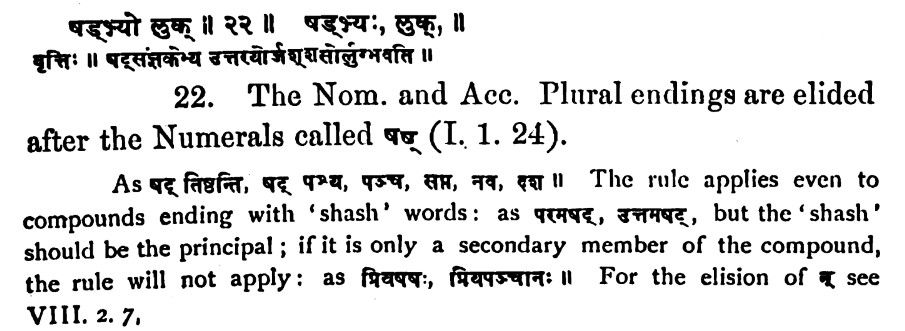 षड्भ्यो लुक् ॥ २२ ॥ षड्भ्यः, लुक्, ॥
वृत्तिः ॥ षट्संज्ञकेभ्य उत्तरयोर्जश्शसोर्लुग्भवति ॥
22. The Nom. and Acc. Plural endings are elided
after the Numerals called षष् (I. 1. 24).
As षट् तिष्ठन्ति, षट् पश्य, पञ्च, सप्त, नव, दश ॥ The rule applies even to
compounds ending with ‘shash’ words: as परमषट्, उत्तमषट्, but the ‘shash’
should be the principal; if it is only a secondary member of the compound,
the rule will not apply: as प्रियषषः, प्रियपञ्चानः ॥ For the elision of न् see
VIII. 2. 7,